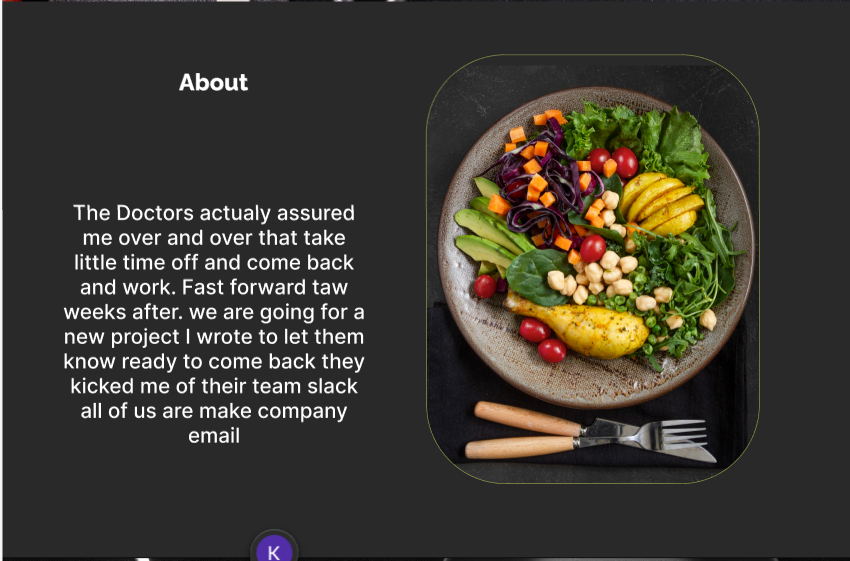 About
The Doctors actualy assured
me over and over that take
little time off and come back
and work. Fast forward taw
weeks after. we are going for a
new project I wrote to let them
know ready to come back they
kicked me of their team slack
all of us are make company
email
K